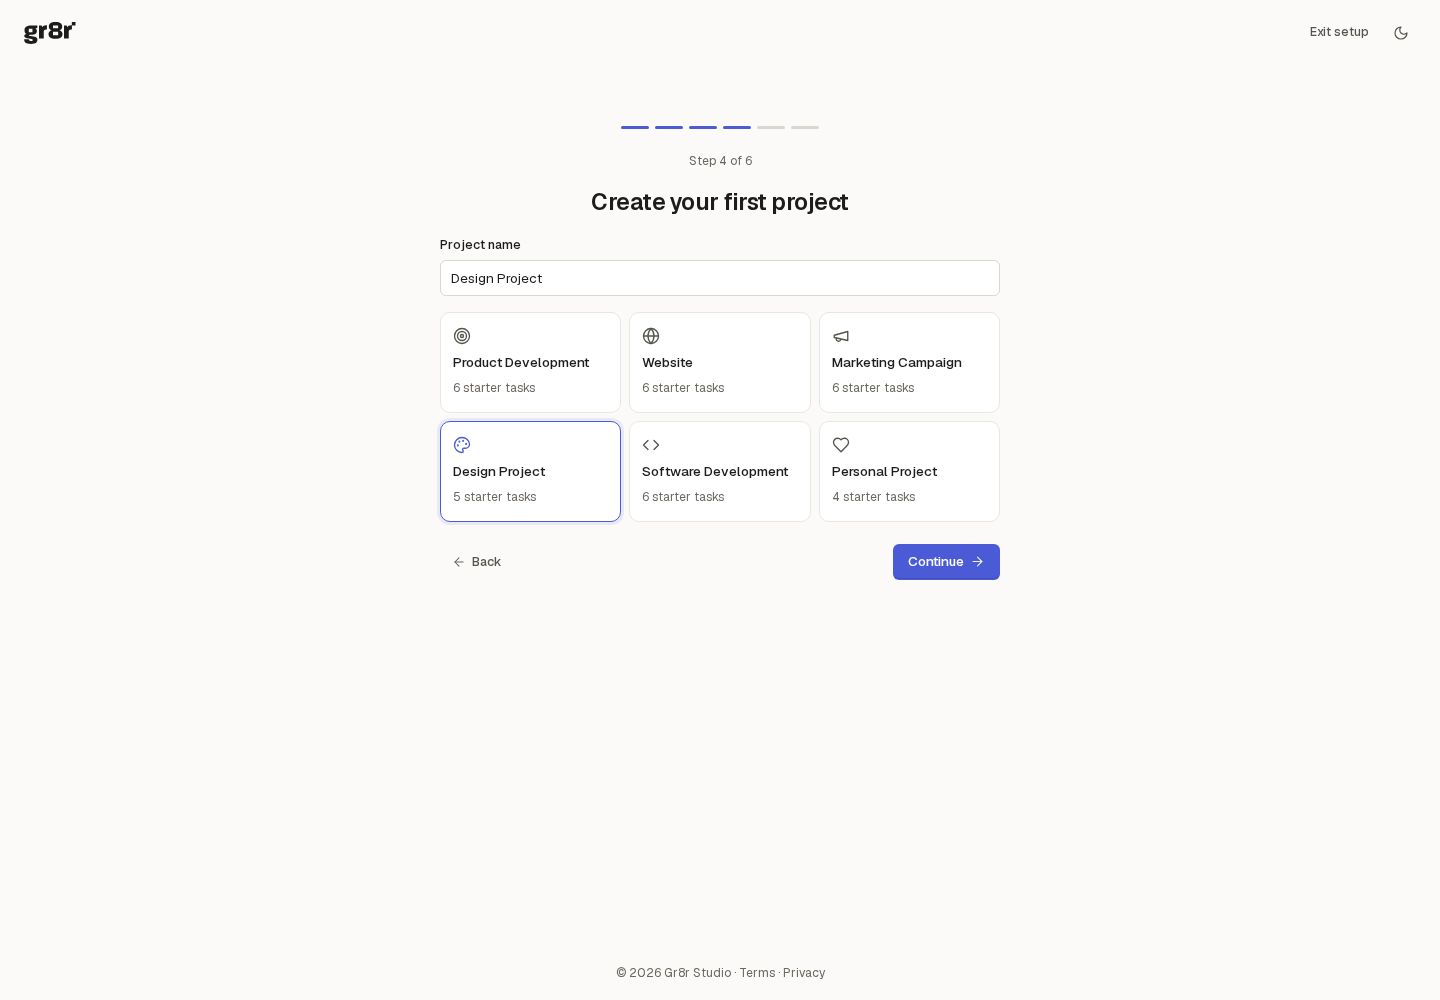 gr8r
Exit setup
Step 4 of 6
Create your first project
Project name
Design Project
Product Development
6 starter tasks
Website
6 starter tasks
Marketing Campaign
6 starter tasks
Design Project
5 starter tasks
Software Development
6 starter tasks
Personal Project
4 starter tasks
Back
Continue
© 2026 Gr8r Studio · Terms · Privacy